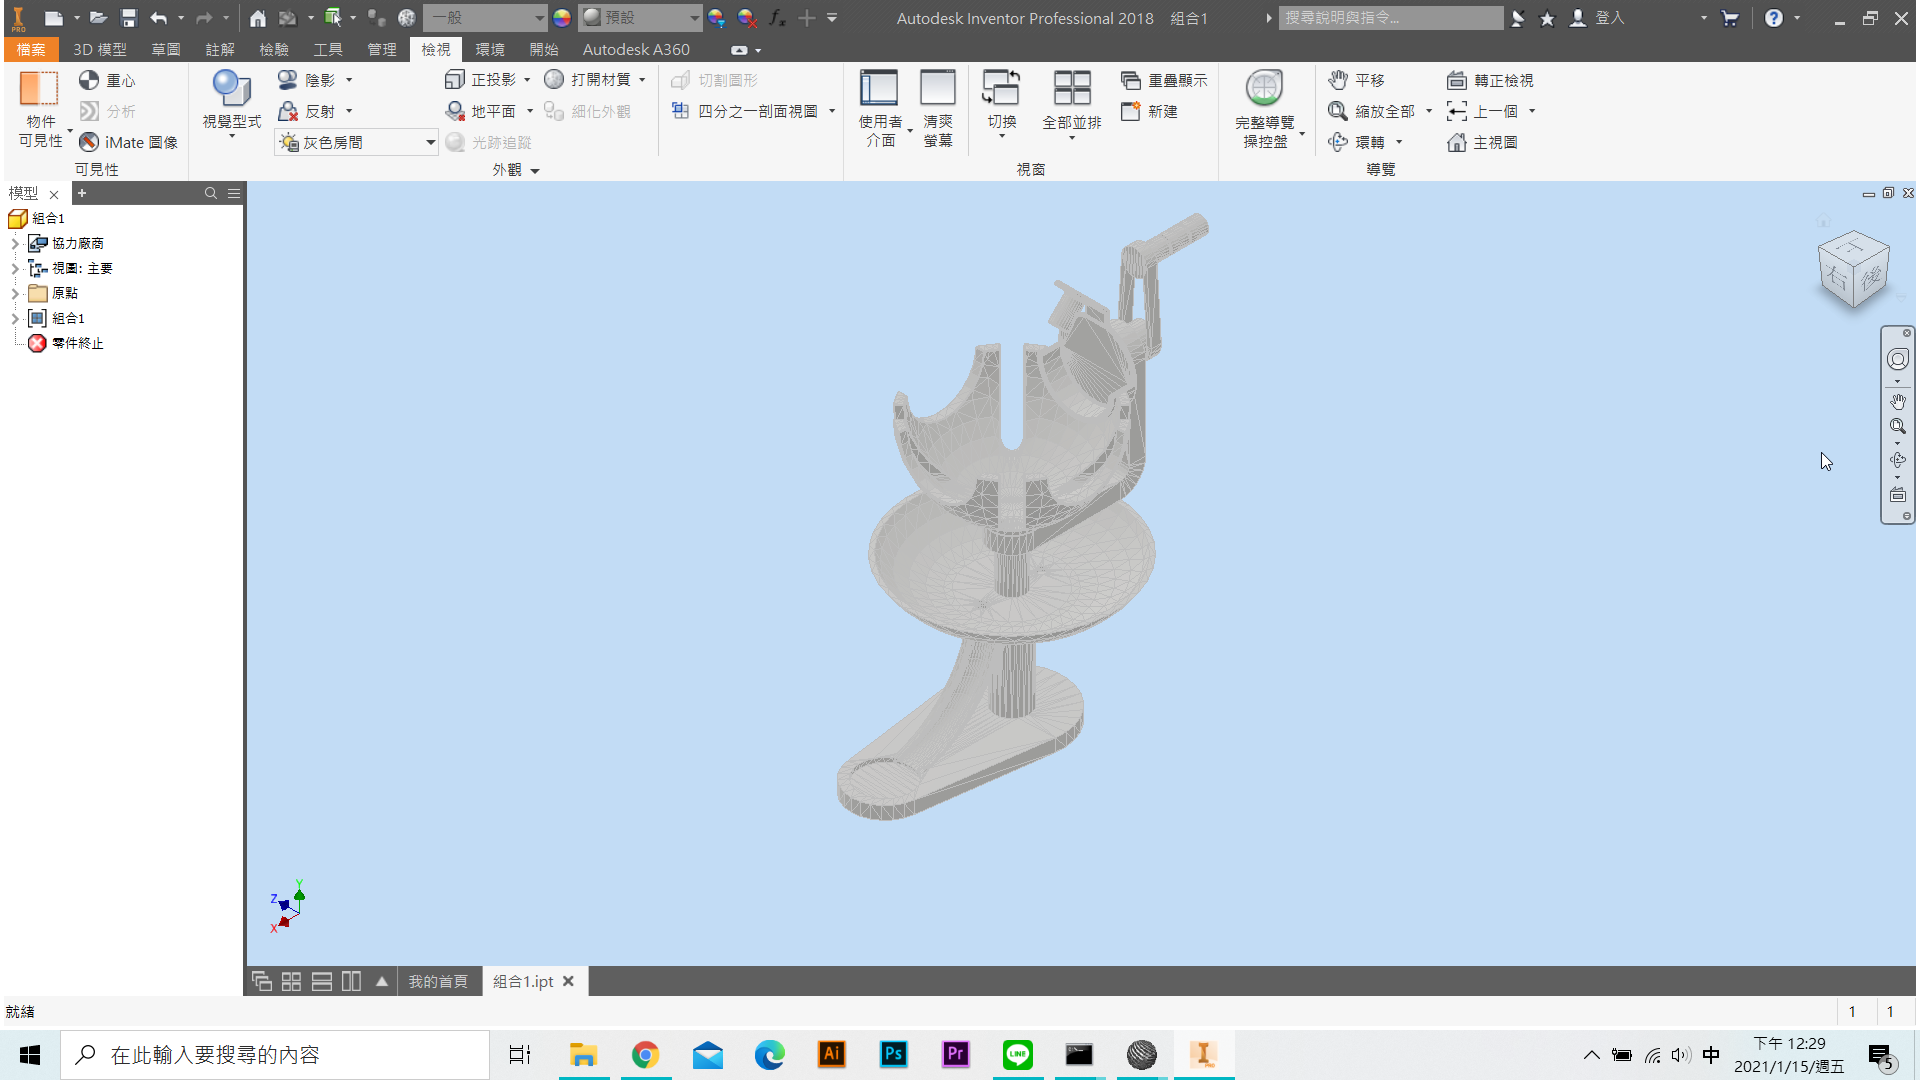 PRO 一般 預設 fx Autodesk Inventor Professional 2018 組合1 搜尋說明與指令... 登入
檔案 3D 模型 草圖 註解 檢驗 工具 管理 檢視 環境 開始 Autodesk A360
物件
可見性
重心
分析
iMate 圖像
可見性
視覺型式
陰影
反射
灰色房間
正投影
地平面
光跡追蹤
打開材質
細化外觀
外觀
切割圖形
四分之一剖面視圖
使用者
介面
清爽
螢幕
切換
全部並排
重疊顯示
新建
視窗
完整導覽
操控盤
平移
縮放全部
環轉
轉正檢視
上一個
主視圖
導覽
模型
組合1
協力廠商
視圖: 主要
原點
組合1
零件終止
上
右
後
Y
Z
X
我的首頁 組合1.ipt
就緒 1 1
在此輸入要搜尋的內容
Ai Ps Pr LINE PRO
中
下午 12:29
2021/1/15/週五
5